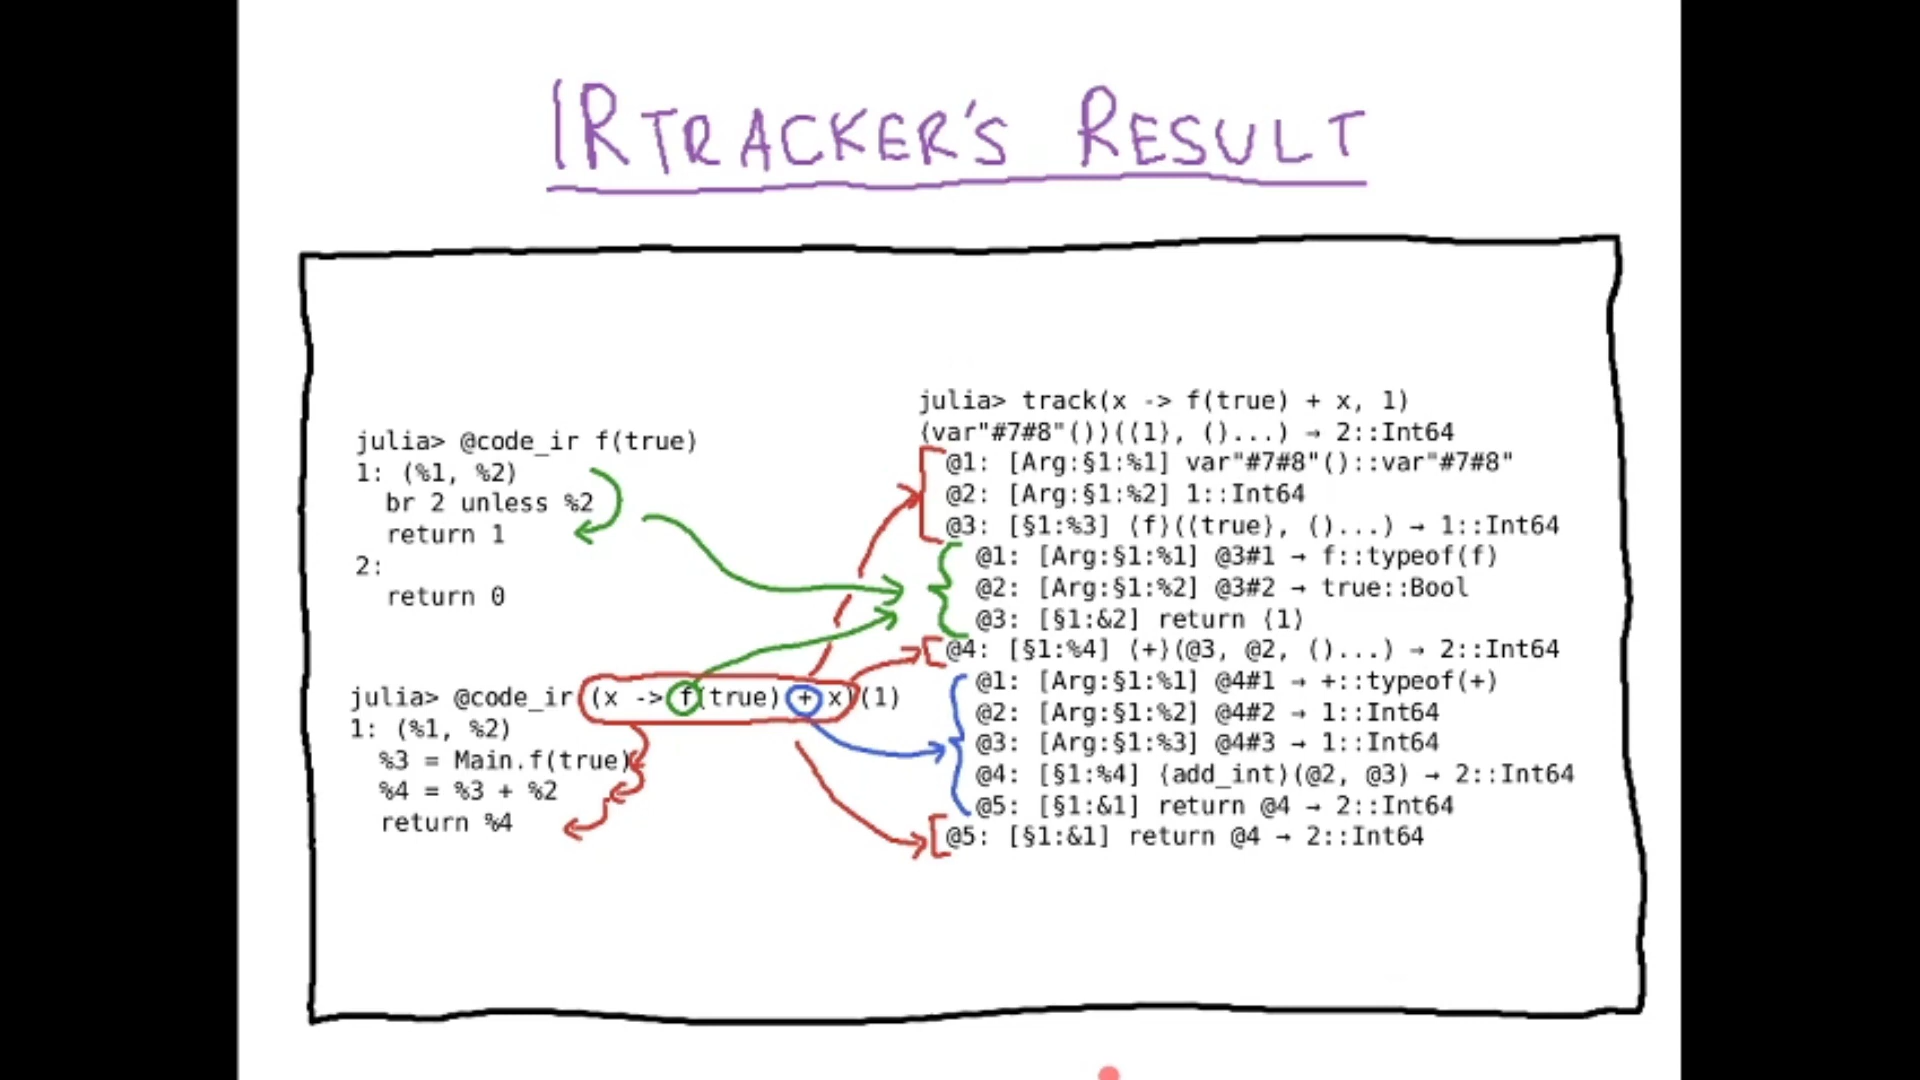 IRTRACKER'S RESULT
julia> @code_ir f(true)
1: (%1, %2)
br 2 unless %2
return 1
2:
return 0
julia> @code_ir (x -> f(true) + x)(1)
1: (%1, %2)
%3 = Main.f(true)
%4 = %3 + %2
return %4
julia> track(x -> f(true) + x, 1)
⟨var"#7#8"()⟩(⟨1⟩, ()...) → 2::Int64
@1: [Arg:§1:%1] var"#7#8"()::var"#7#8"
@2: [Arg:§1:%2] 1::Int64
@3: [§1:%3] ⟨f⟩(⟨true⟩, ()...) → 1::Int64
@1: [Arg:§1:%1] @3#1 → f::typeof(f)
@2: [Arg:§1:%2] @3#2 → true::Bool
@3: [§1:&2] return ⟨1⟩
@4: [§1:%4] ⟨+⟩(@3, @2, ()...) → 2::Int64
@1: [Arg:§1:%1] @4#1 → +::typeof(+)
@2: [Arg:§1:%2] @4#2 → 1::Int64
@3: [Arg:§1:%3] @4#3 → 1::Int64
@4: [§1:%4] ⟨add_int⟩(@2, @3) → 2::Int64
@5: [§1:&1] return @4 → 2::Int64
@5: [§1:&1] return @4 → 2::Int64